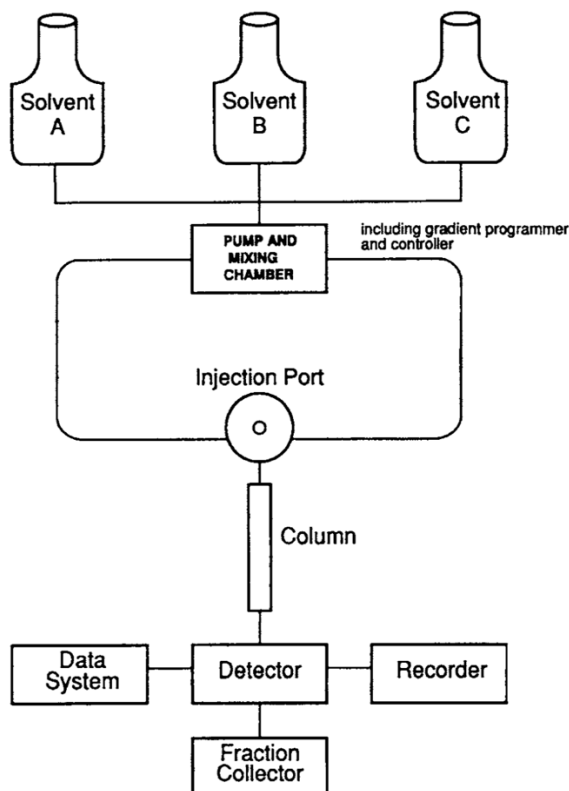 Solvent
A
Solvent
B
Solvent
C
PUMP AND
MIXING
CHAMBER
including gradient programmer
and controller
Injection Port
Column
Data
System
Detector
Recorder
Fraction
Collector